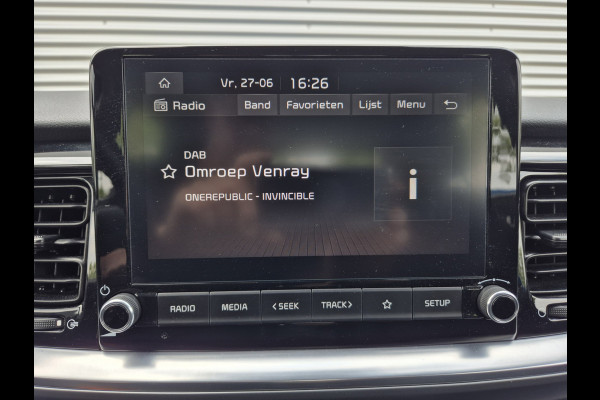 Vr, 27-06 16:26
Radio Band Favorieten Lijst Menu
DAB
Omroep Venray
ONEREPUBLIC - INVINCIBLE
i
RADIO MEDIA <SEEK TRACK> SETUP